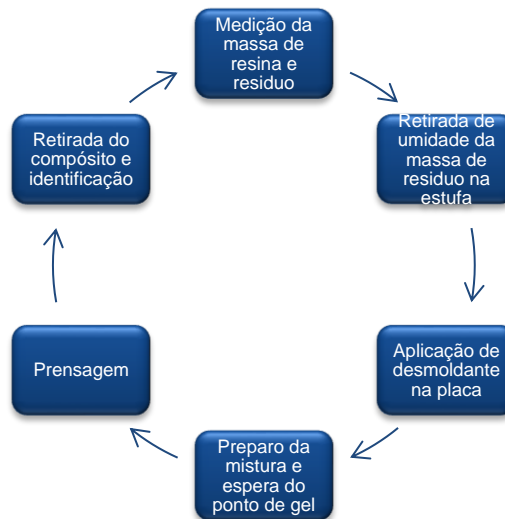 Medição da
massa de
resina e
residuo
Retirada de
umidade da
massa de
residuo na
estufa
Aplicação de
desmoldante
na placa
Preparo da
mistura e
espera do
ponto de gel
Prensagem
Retirada do
compósito e
identificação